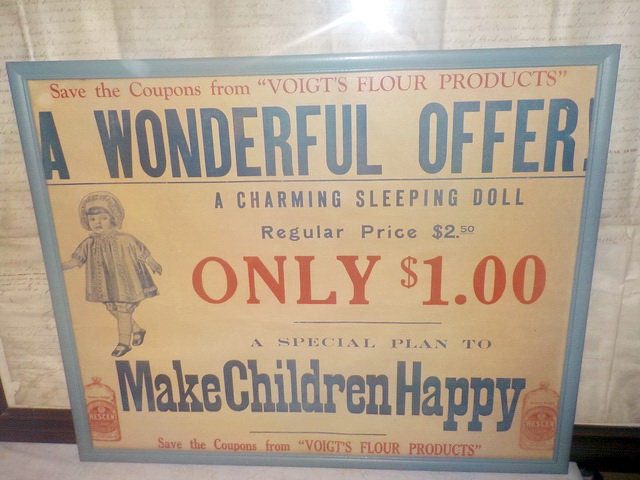 Save the Coupons from "VOIGT'S FLOUR PRODUCTS"
A WONDERFUL OFFER!
A CHARMING SLEEPING DOLL
Regular Price $2.50
ONLY $1.00
A SPECIAL PLAN TO
Make Children Happy
Save the Coupons from "VOIGT'S FLOUR PRODUCTS"